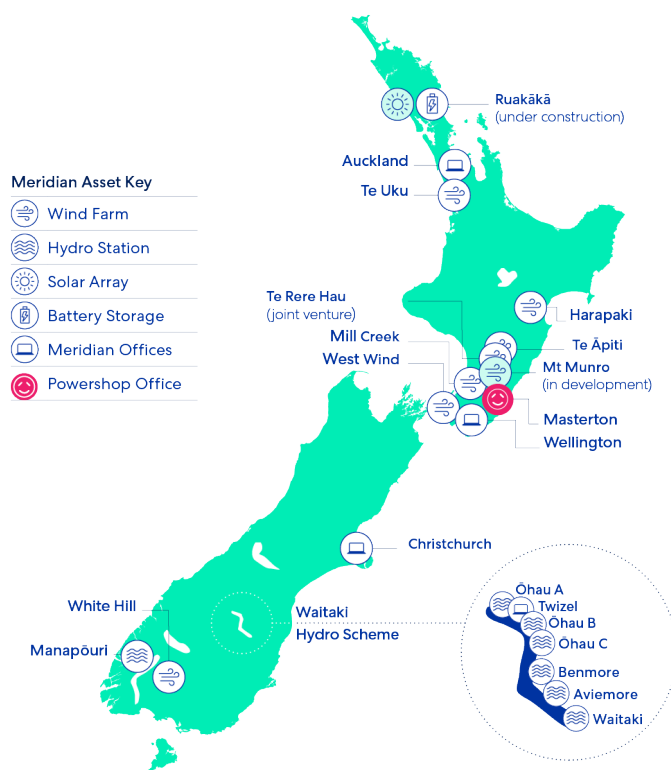 Ruakākā
(under construction)
Auckland
Te Uku
Meridian Asset Key
Wind Farm
Hydro Station
Solar Array
Battery Storage
Meridian Offices
Powershop Office
Te Rere Hau
(joint venture)
Mill Creek
West Wind
Harapaki
Te Āpiti
Mt Munro
(in development)
Masterton
Wellington
Christchurch
White Hill
Manapōuri
Waitaki
Hydro Scheme
Ōhau A
Twizel
Ōhau B
Ōhau C
Benmore
Aviemore
Waitaki